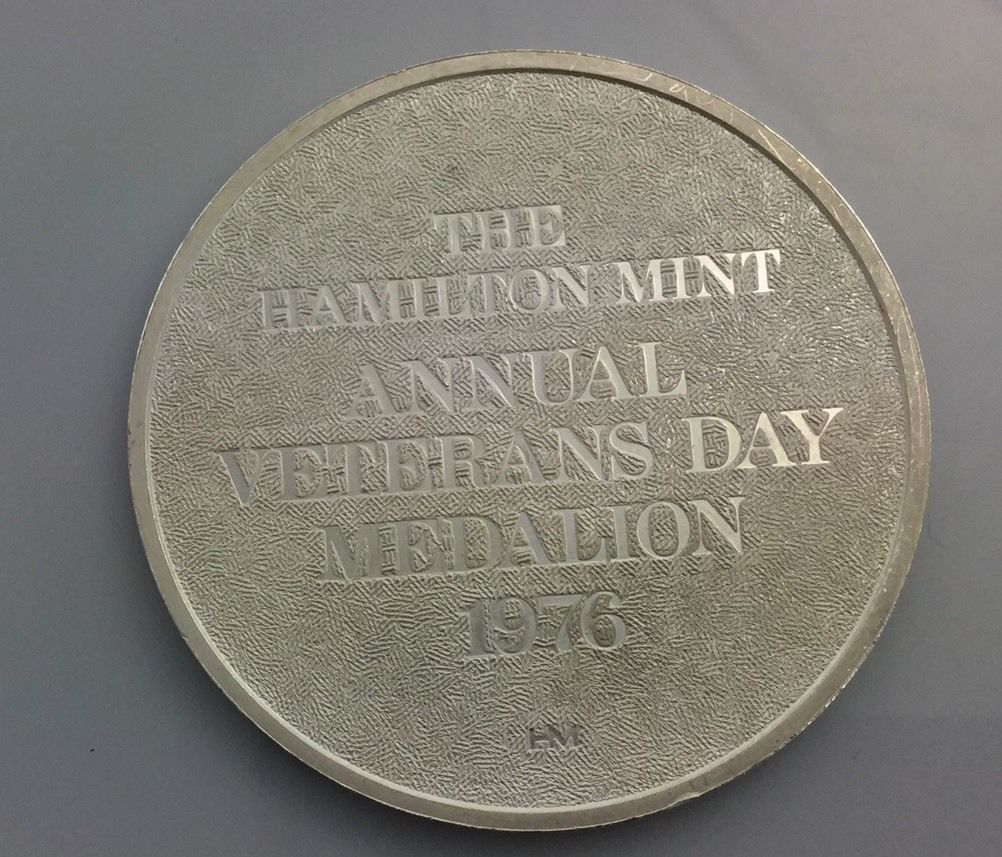 THE
HAMILTON MINT
ANNUAL
VETERANS DAY
MEDALION
1976
HM